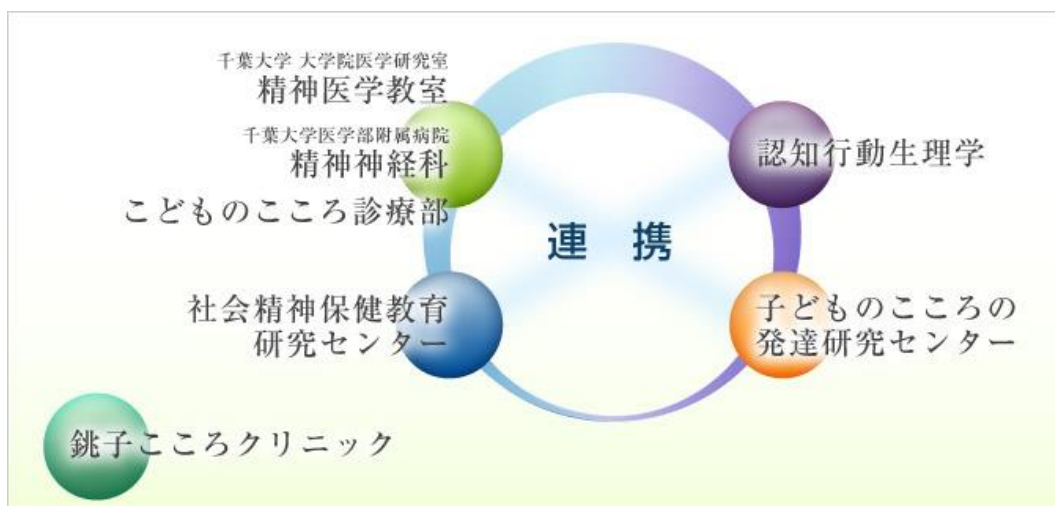 千葉大学 大学院医学研究室
精神医学教室
千葉大学医学部附属病院
精神神経科
こどものこころ診療部
認知行動生理学
連 携
社会精神保健教育
研究センター
子どものこころの
発達研究センター
銚子こころクリニック